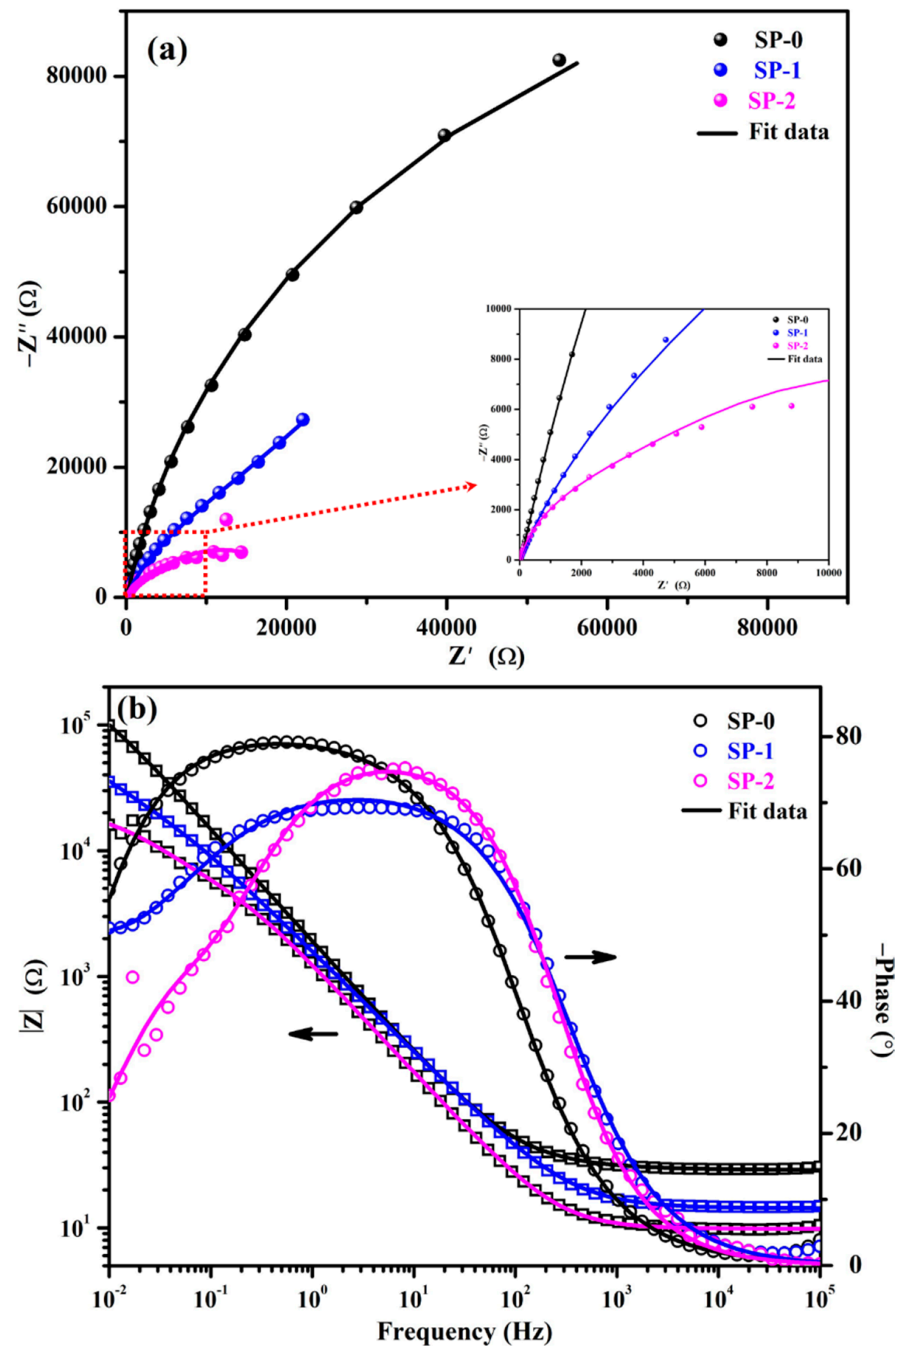 (a)
SP-0
SP-1
SP-2
Fit data
80000
60000
40000
20000
0
−Z'' (Ω)
0 20000 40000 60000 80000
Z' (Ω)
10000
8000
6000
4000
2000
0
−Z'' (Ω)
SP-0
SP-1
SP-2
Fit data
0 2000 4000 6000 8000 10000
Z' (Ω)
(b)
SP-0
SP-1
SP-2
Fit data
10⁵
10⁴
10³
10²
10¹
|Z| (Ω)
80
60
40
20
0
−Phase (°)
10⁻² 10⁻¹ 10⁰ 10¹ 10² 10³ 10⁴ 10⁵
Frequency (Hz)